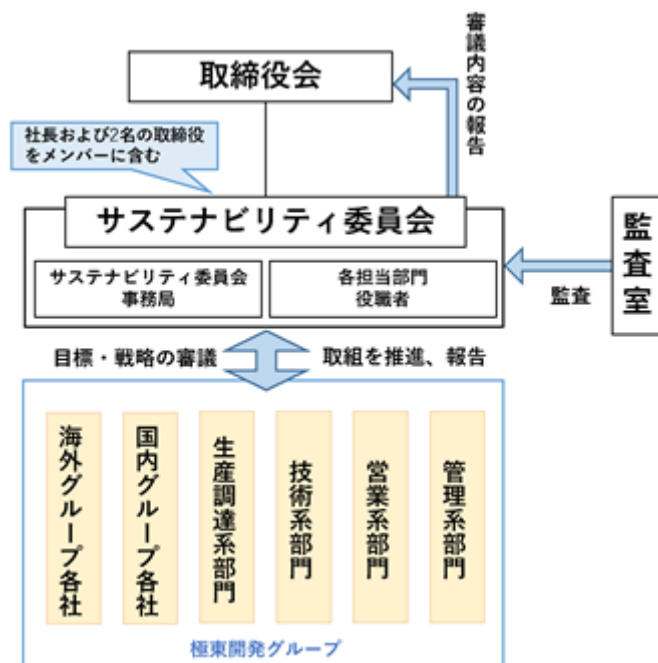 取締役会
審議内容の報告
社長および2名の取締役
をメンバーに含む
サステナビリティ委員会
サステナビリティ委員会
事務局
各担当部門
役職者
監査室
監査
目標・戦略の審議
取組を推進、報告
海外グループ各社
国内グループ各社
生産調達系部門
技術系部門
営業系部門
管理系部門
極東開発グループ